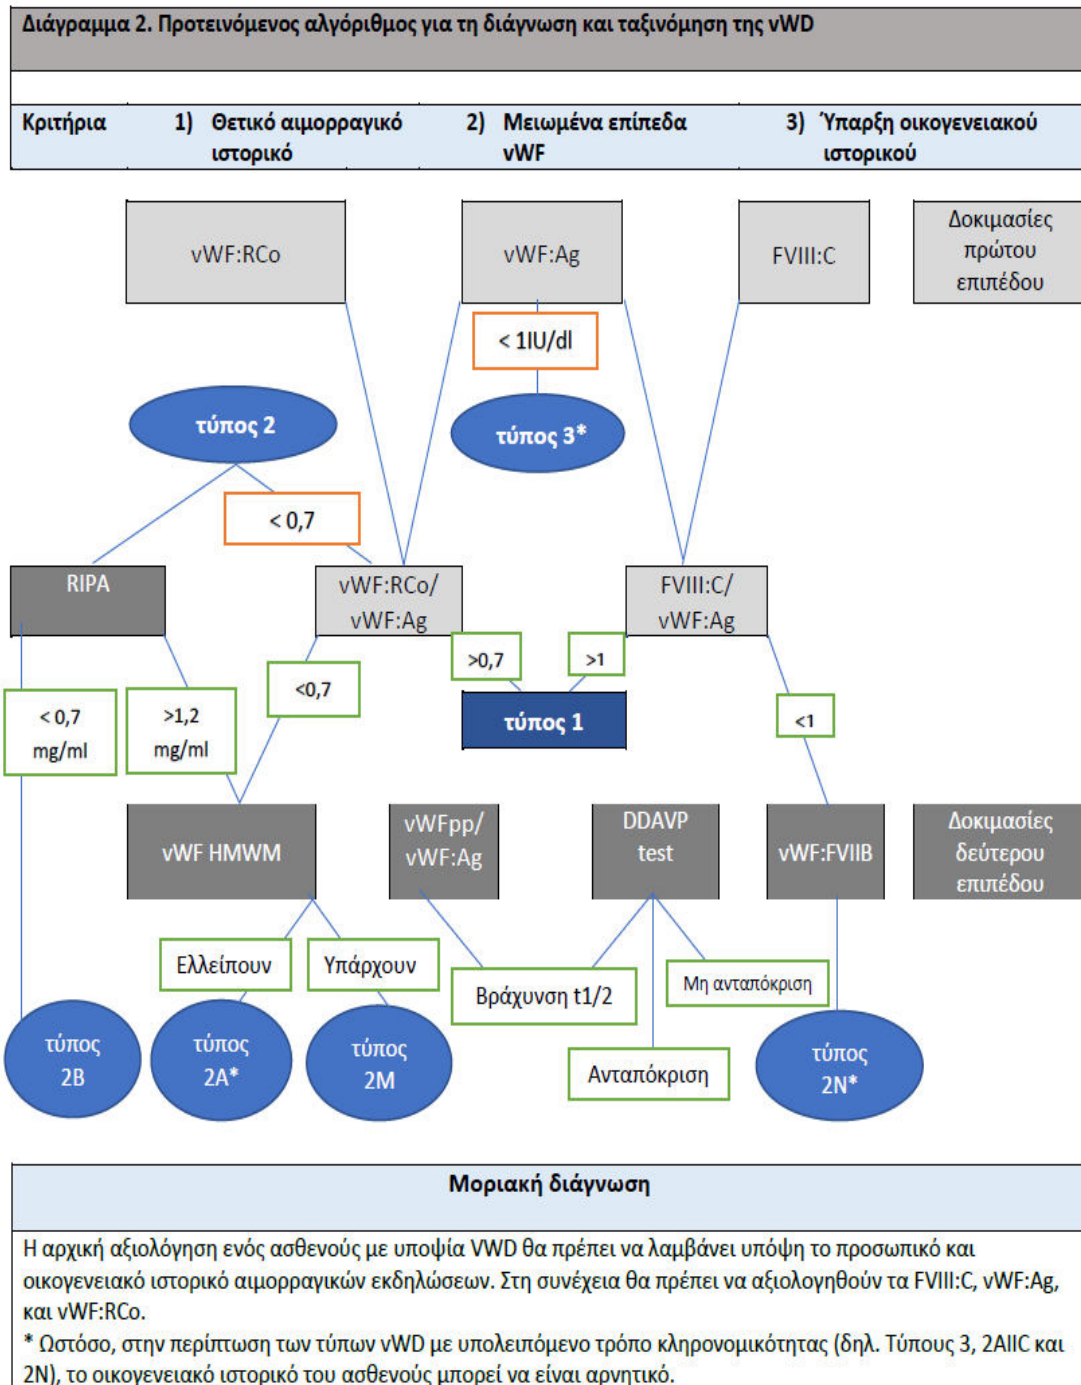 Διάγραμμα 2. Προτεινόμενος αλγόριθμος για τη διάγνωση και ταξινόμηση της vWD
Κριτήρια 1) Θετικό αιμορραγικό 2) Μειωμένα επίπεδα 3) Ύπαρξη οικογενειακού
ιστορικό vWF ιστορικού
vWF:RCo
vWF:Ag
FVIII:C
Δοκιμασίες
πρώτου
επιπέδου
< 1IU/dl
τύπος 2
τύπος 3*
< 0,7
RIPA
vWF:RCo/
vWF:Ag
FVIII:C/
vWF:Ag
>0,7
>1
<0,7
< 0,7
mg/ml
>1,2
mg/ml
τύπος 1
<1
vWF HMWM
vWFpp/
vWF:Ag
DDAVP
test
vWF:FVIIB
Δοκιμασίες
δεύτερου
επιπέδου
Ελλείπουν
Υπάρχουν
Βράχυνση t1/2
Μη ανταπόκριση
Ανταπόκριση
τύπος
2B
τύπος
2A*
τύπος
2M
τύπος
2N*
Μοριακή διάγνωση
Η αρχική αξιολόγηση ενός ασθενούς με υποψία VWD θα πρέπει να λαμβάνει υπόψη το προσωπικό και
οικογενειακό ιστορικό αιμορραγικών εκδηλώσεων. Στη συνέχεια θα πρέπει να αξιολογηθούν τα FVIII:C, vWF:Ag,
και vWF:RCo.
* Ωστόσο, στην περίπτωση των τύπων vWD με υπολειπόμενο τρόπο κληρονομικότητας (δηλ. Τύπους 3, 2AIIC και
2N), το οικογενειακό ιστορικό του ασθενούς μπορεί να είναι αρνητικό.